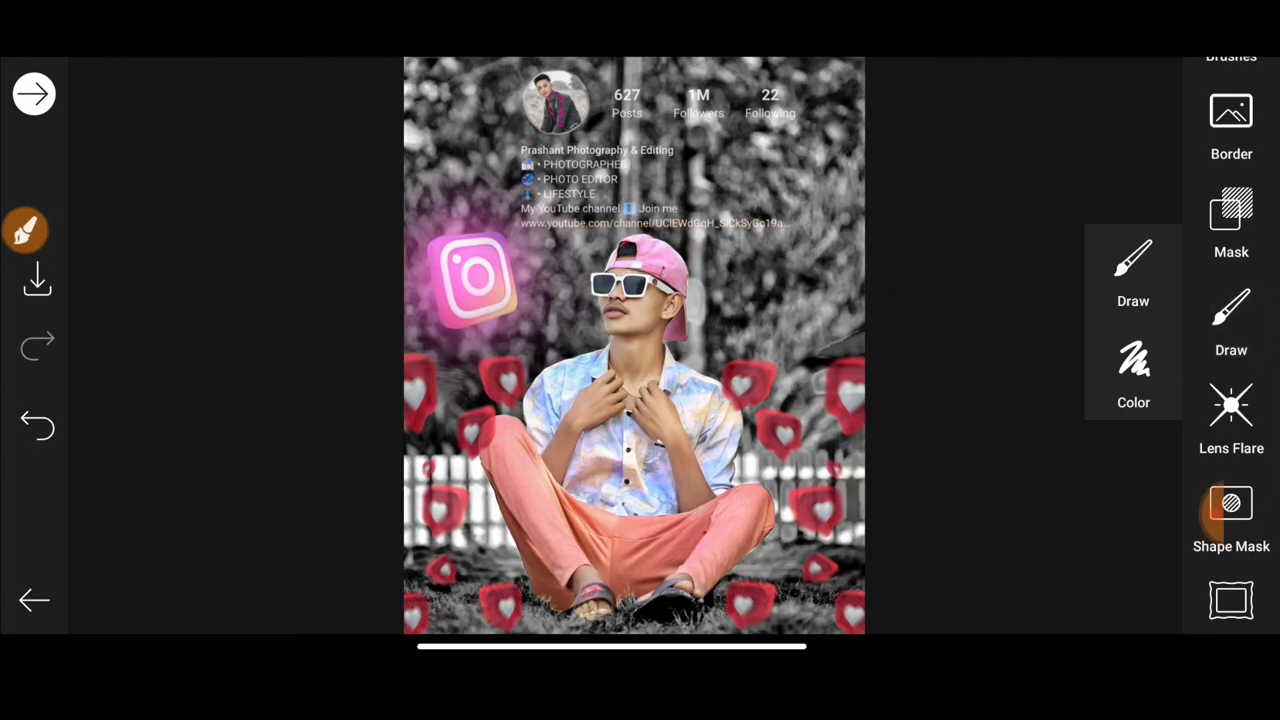 Brushes
Border
Mask
Draw
Lens Flare
Shape Mask
Draw
Color
627 1M 22
Posts Followers Following
Prashant Photography & Editing
• PHOTOGRAPHER
• PHOTO EDITOR
• LIFESTYLE
My YouTube channel Join me